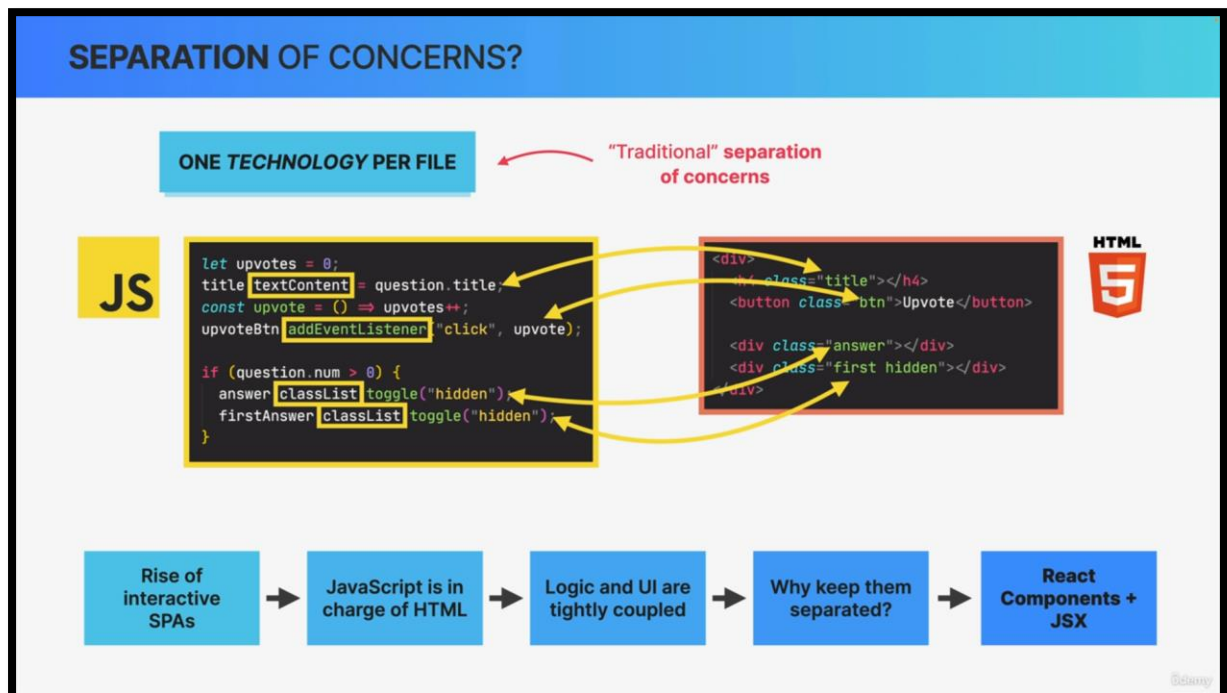 SEPARATION OF CONCERNS?
ONE TECHNOLOGY PER FILE
"Traditional" separation
of concerns
JS
let upvotes = 0;
title textContent = question.title;
const upvote = () ⇒ upvotes++;
upvoteBtn addEventListener("click", upvote);
if (question.num > 0) {
answer classList toggle("hidden");
firstAnswer classList toggle("hidden");
}
HTML
5
<div>
<h4 class="title"></h4>
<button class="btn">Upvote</button>
<div class="answer"></div>
<div class="first hidden"></div>
</div>
Rise of
interactive
SPAs
JavaScript is in
charge of HTML
Logic and UI are
tightly coupled
Why keep them
separated?
React
Components +
JSX
Udemy